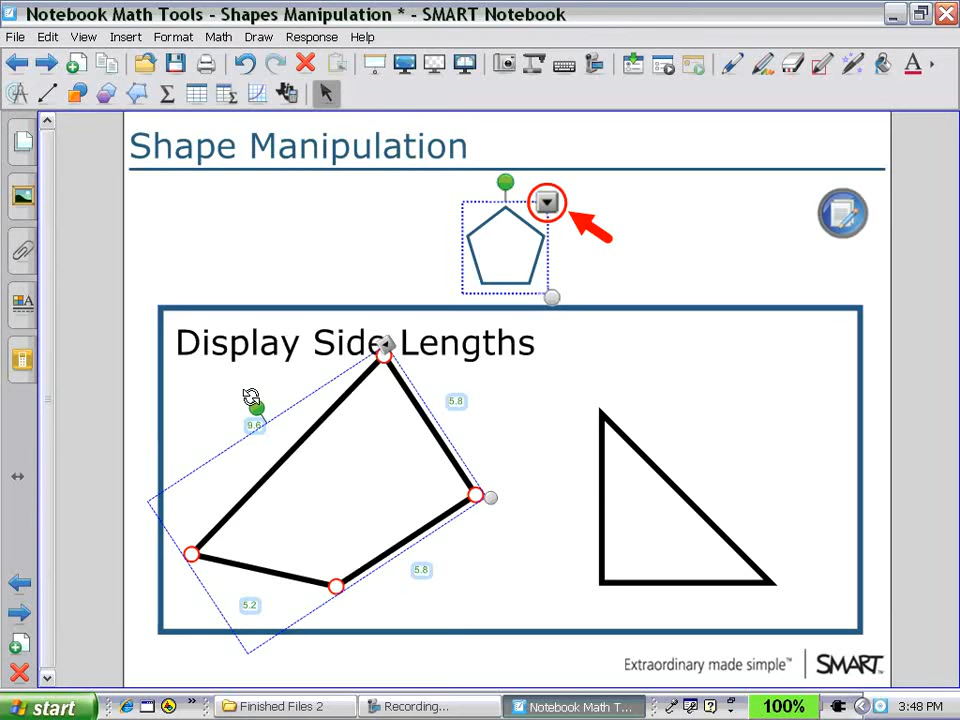 Notebook Math Tools - Shapes Manipulation * - SMART Notebook
File Edit View Insert Format Math Draw Response Help
Shape Manipulation
Display Side Lengths
5.8
9.6
5.8
5.2
Extraordinary made simple™ SMART
start
» Finished Files 2 Recording... Notebook Math T... 100% 3:48 PM